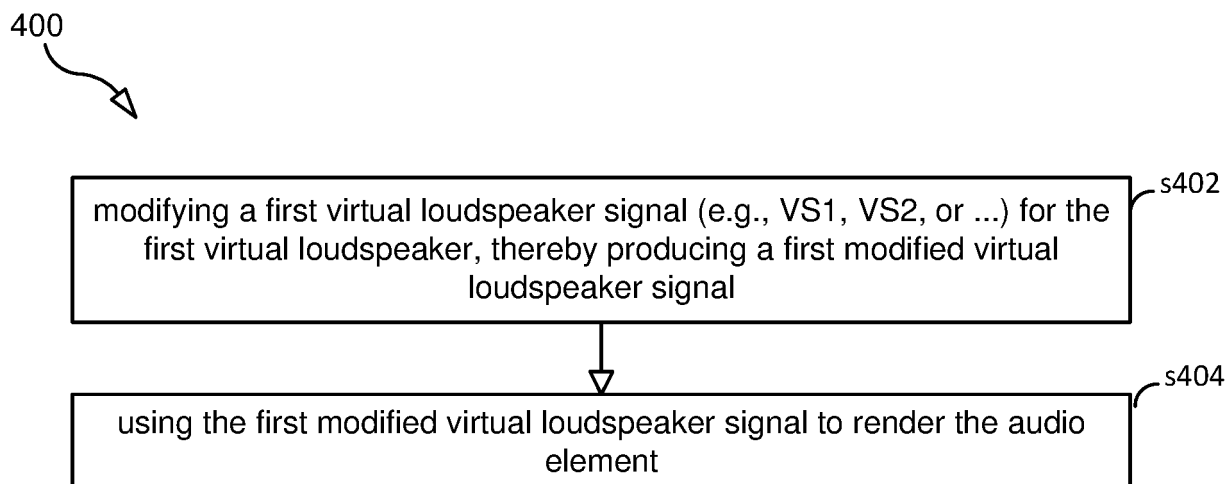 400
s402
modifying a first virtual loudspeaker signal (e.g., VS1, VS2, or ...) for the
first virtual loudspeaker, thereby producing a first modified virtual
loudspeaker signal
s404
using the first modified virtual loudspeaker signal to render the audio
element